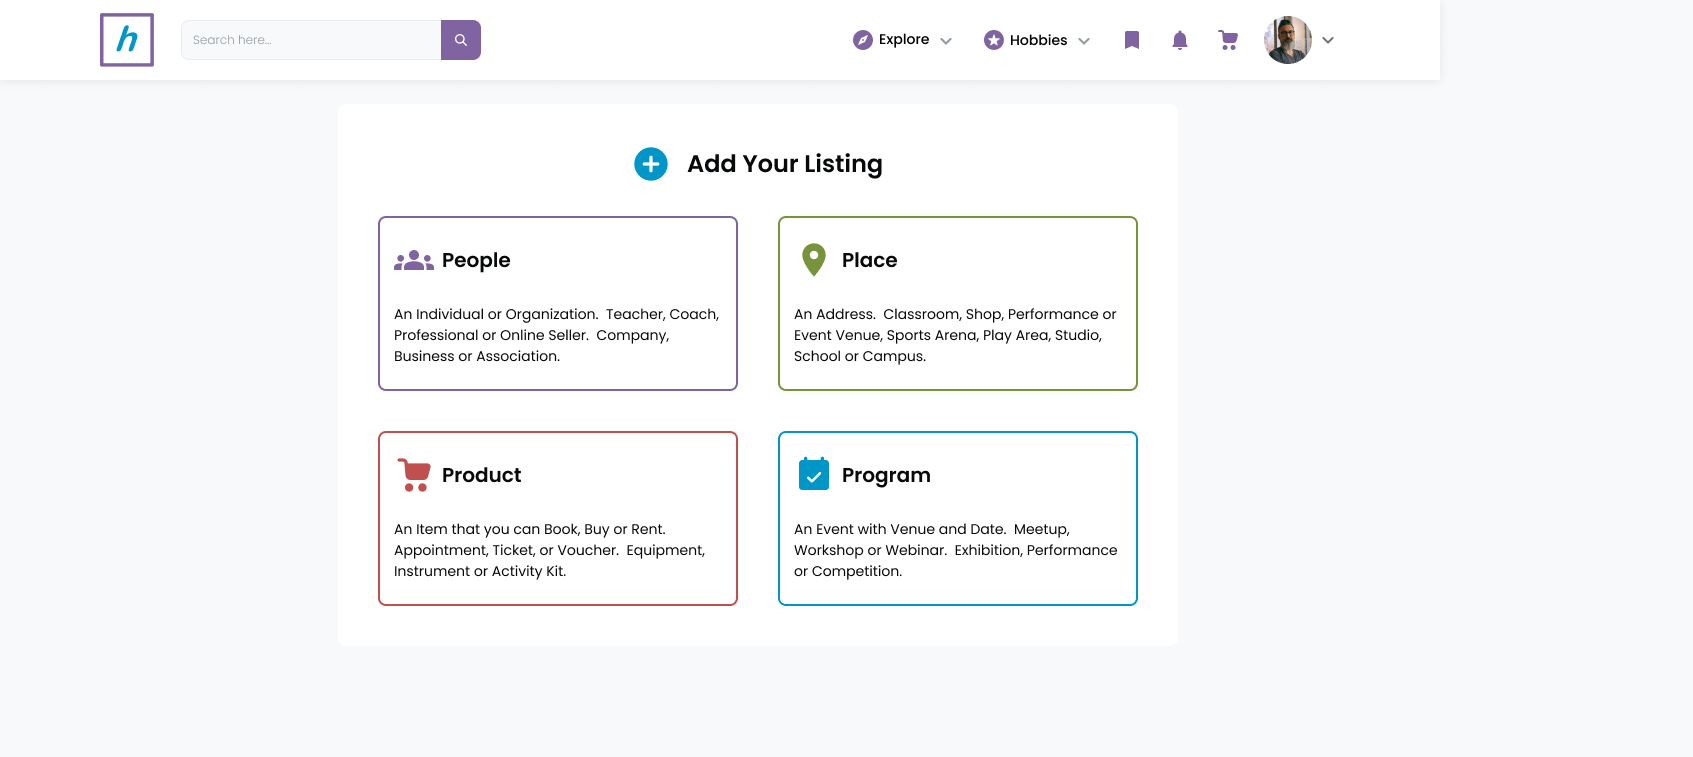 h
Search here...
Explore
Hobbies
Add Your Listing
People
An Individual or Organization.  Teacher, Coach,
Professional or Online Seller.  Company,
Business or Association.
Place
An Address.  Classroom, Shop, Performance or
Event Venue, Sports Arena, Play Area, Studio,
School or Campus.
Product
An Item that you can Book, Buy or Rent.
Appointment, Ticket, or Voucher.  Equipment,
Instrument or Activity Kit.
Program
An Event with Venue and Date.  Meetup,
Workshop or Webinar.  Exhibition, Performance
or Competition.